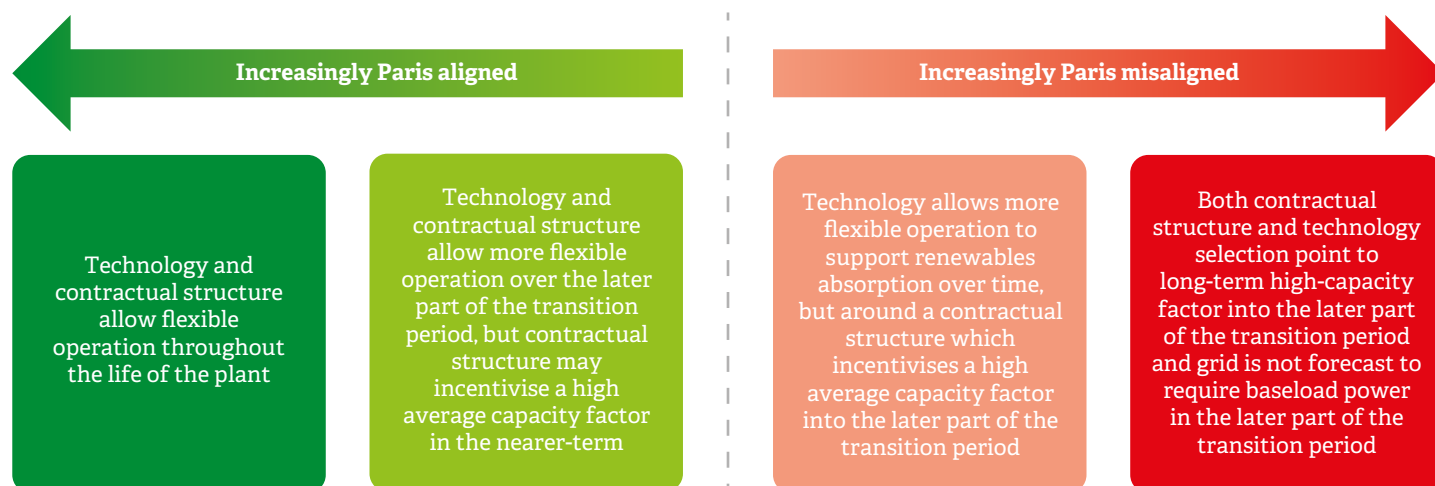 Increasingly Paris aligned
Increasingly Paris misaligned
Technology and
contractual structure
allow flexible
operation throughout
the life of the plant
Technology and
contractual structure
allow more flexible
operation over the later
part of the transition
period, but contractual
structure may
incentivise a high
average capacity factor
in the nearer-term
Technology allows more
flexible operation to
support renewables
absorption over time,
but around a contractual
structure which
incentivises a high
average capacity factor
into the later part of the
transition period
Both contractual
structure and technology
selection point to
long-term high-capacity
factor into the later part
of the transition period
and grid is not forecast to
require baseload power
in the later part of the
transition period